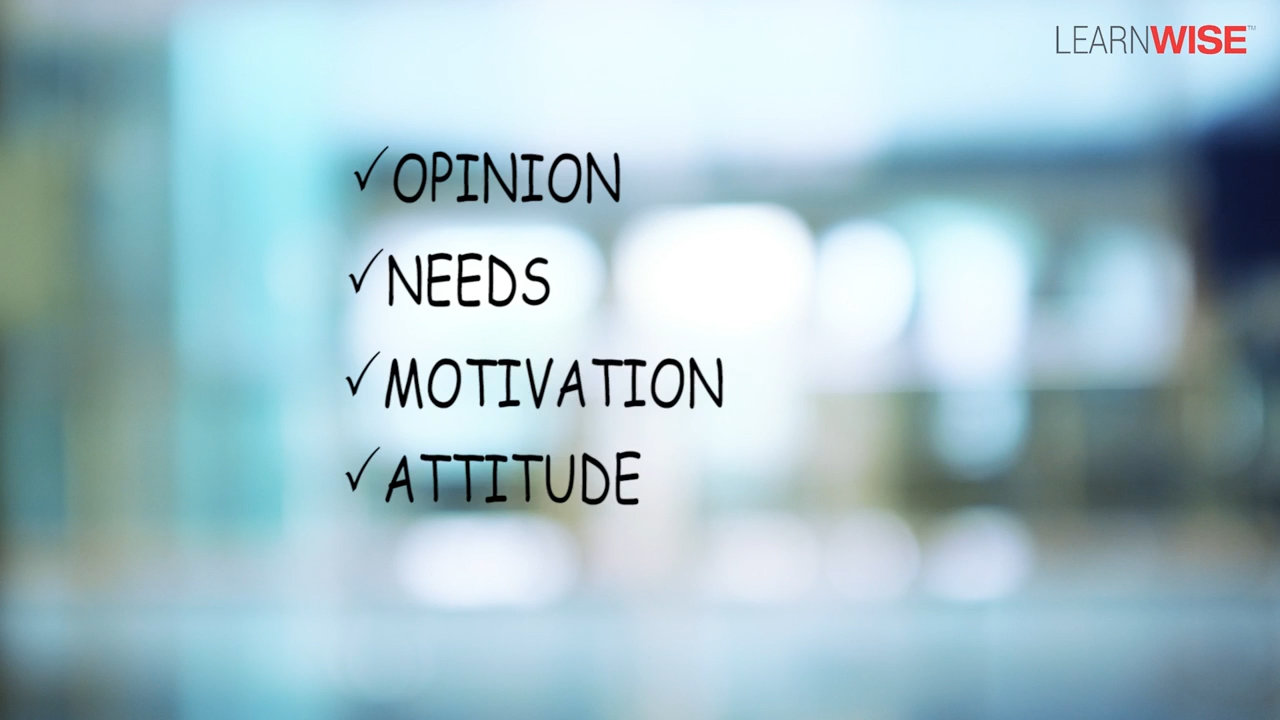 LEARNWISE™
✓OPINION
✓NEEDS
✓MOTIVATION
✓ATTITUDE